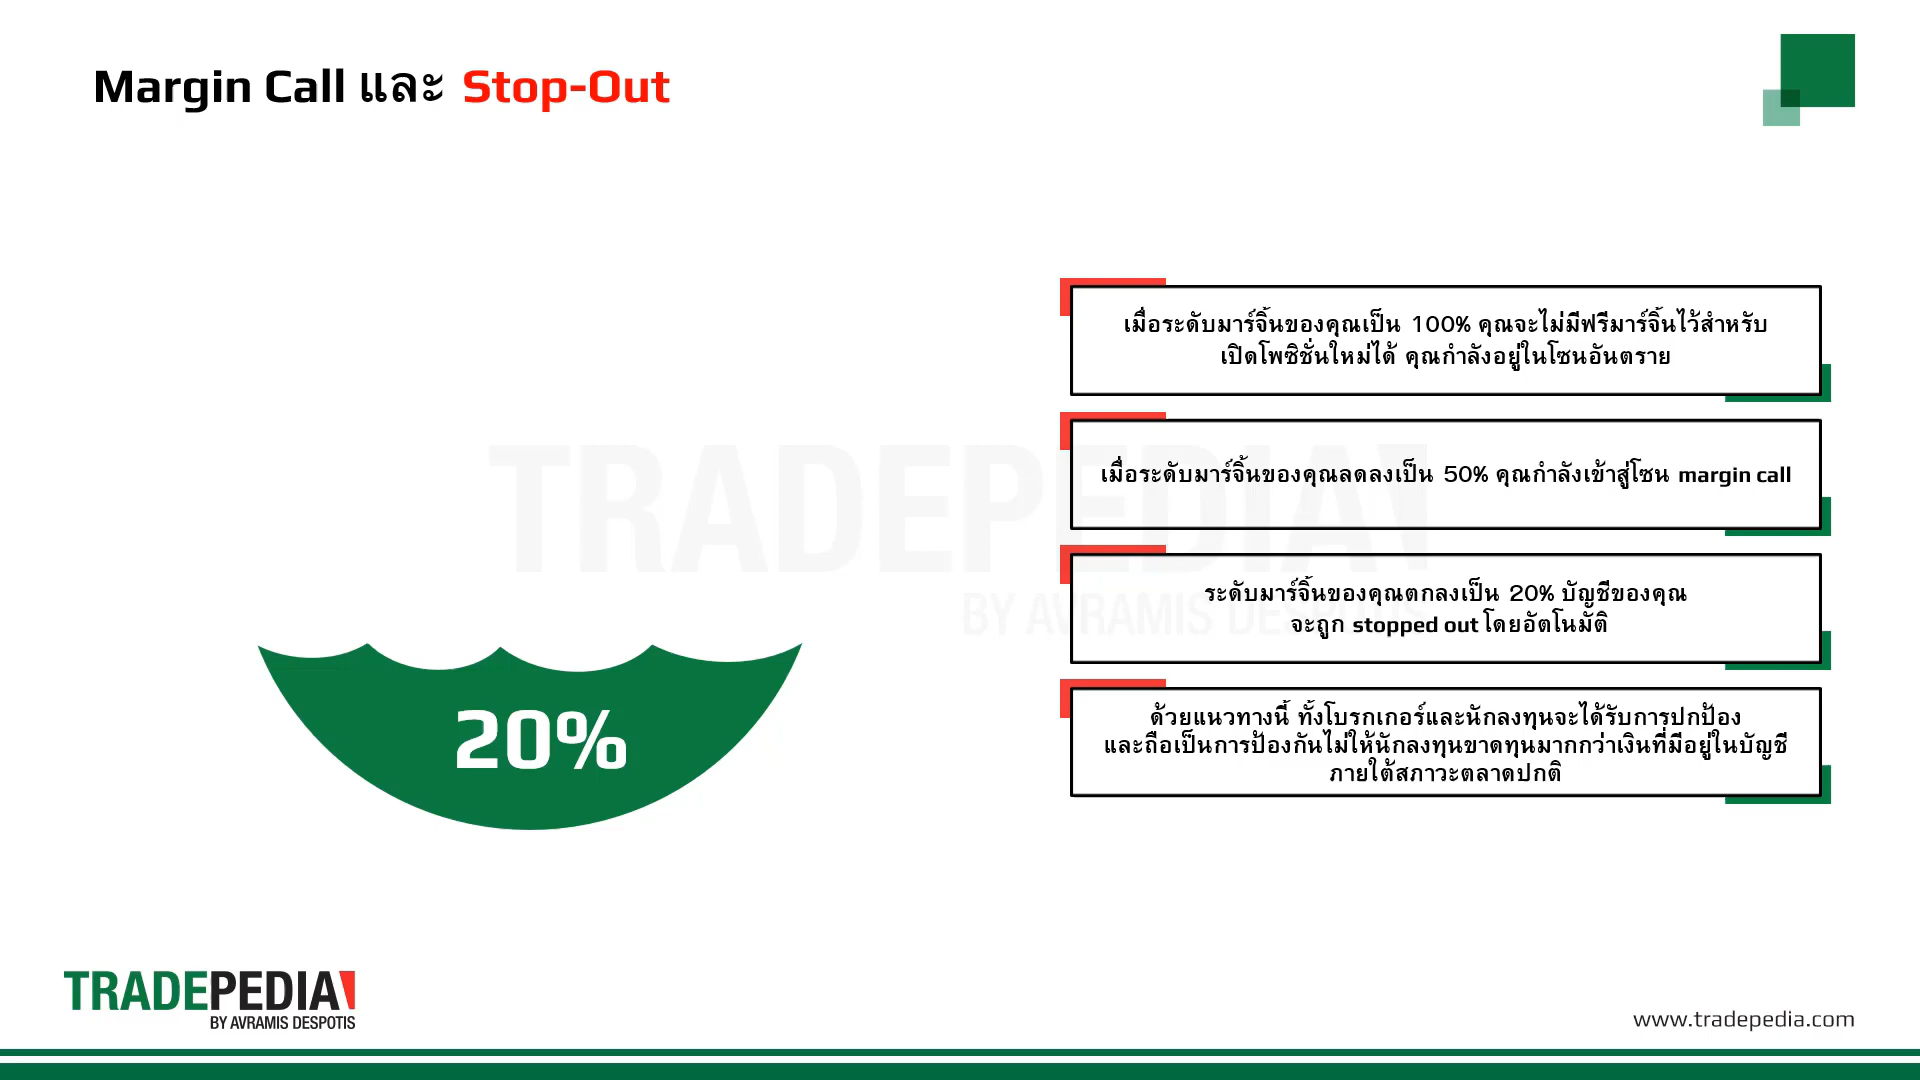 Margin Call และ Stop-Out
เมื่อระดับมาร์จิ้นของคุณเป็น 100% คุณจะไม่มีฟรีมาร์จิ้นไว้สำหรับ
เปิดโพซิชั่นใหม่ได้ คุณกำลังอยู่ในโซนอันตราย
เมื่อระดับมาร์จิ้นของคุณลดลงเป็น 50% คุณกำลังเข้าสู่โซน margin call
ระดับมาร์จิ้นของคุณตกลงเป็น 20% บัญชีของคุณ
จะถูก stopped out โดยอัตโนมัติ
ด้วยแนวทางนี้ ทั้งโบรกเกอร์และนักลงทุนจะได้รับการปกป้อง
และถือเป็นการป้องกันไม่ให้นักลงทุนขาดทุนมากกว่าเงินที่มีอยู่ในบัญชี
ภายใต้สภาวะตลาดปกติ
20%
TRADEPEDIA
BY AVRAMIS DESPOTIS
TRADEPEDIA
BY AVRAMIS DESPOTIS
www.tradepedia.com